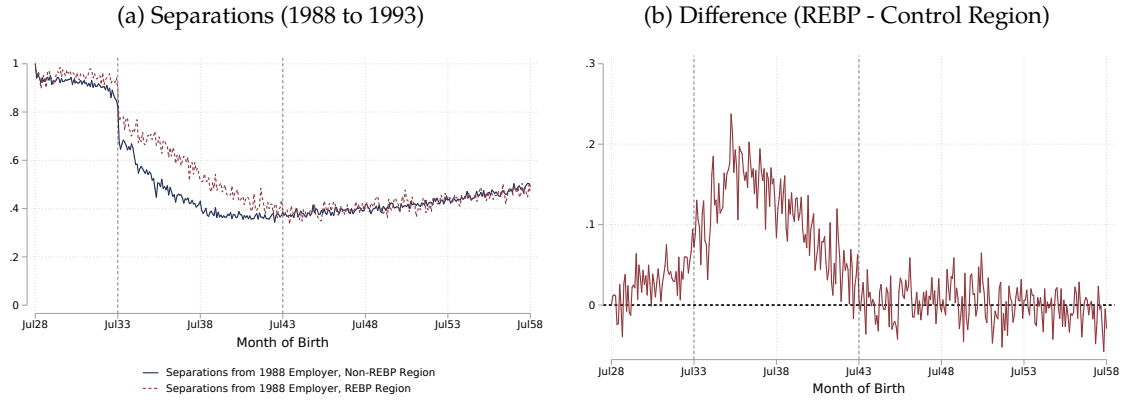 (a) Separations (1988 to 1993)
1
.8
.6
.4
.2
0
Jul28 Jul33 Jul38 Jul43 Jul48 Jul53 Jul58
Month of Birth
Separations from 1988 Employer, Non-REBP Region
Separations from 1988 Employer, REBP Region
(b) Difference (REBP - Control Region)
.3
.2
.1
0
Jul28 Jul33 Jul38 Jul43 Jul48 Jul53 Jul58
Month of Birth